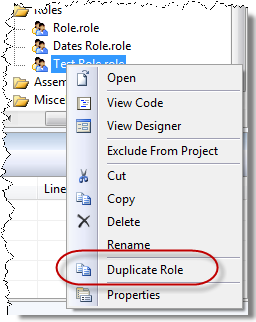 Roles
Role.role
Dates Role.role
Test Role.role
Assem
Misce
Line
Open
View Code
View Designer
Exclude From Project
Cut
Copy
Delete
Rename
Duplicate Role
Properties